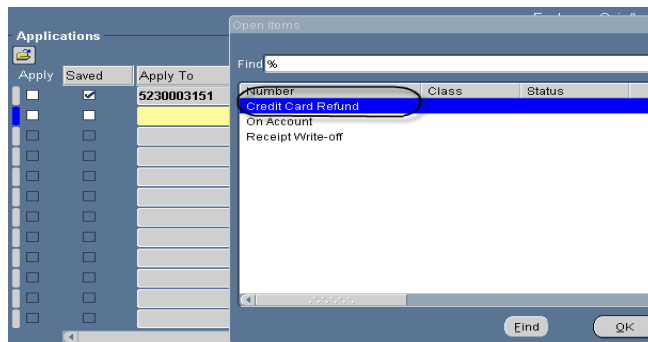 Applications
Apply Saved Apply To
5230003151
Open Items
Find %
Number Class Status
Credit Card Refund
On Account
Receipt Write-off
Find OK